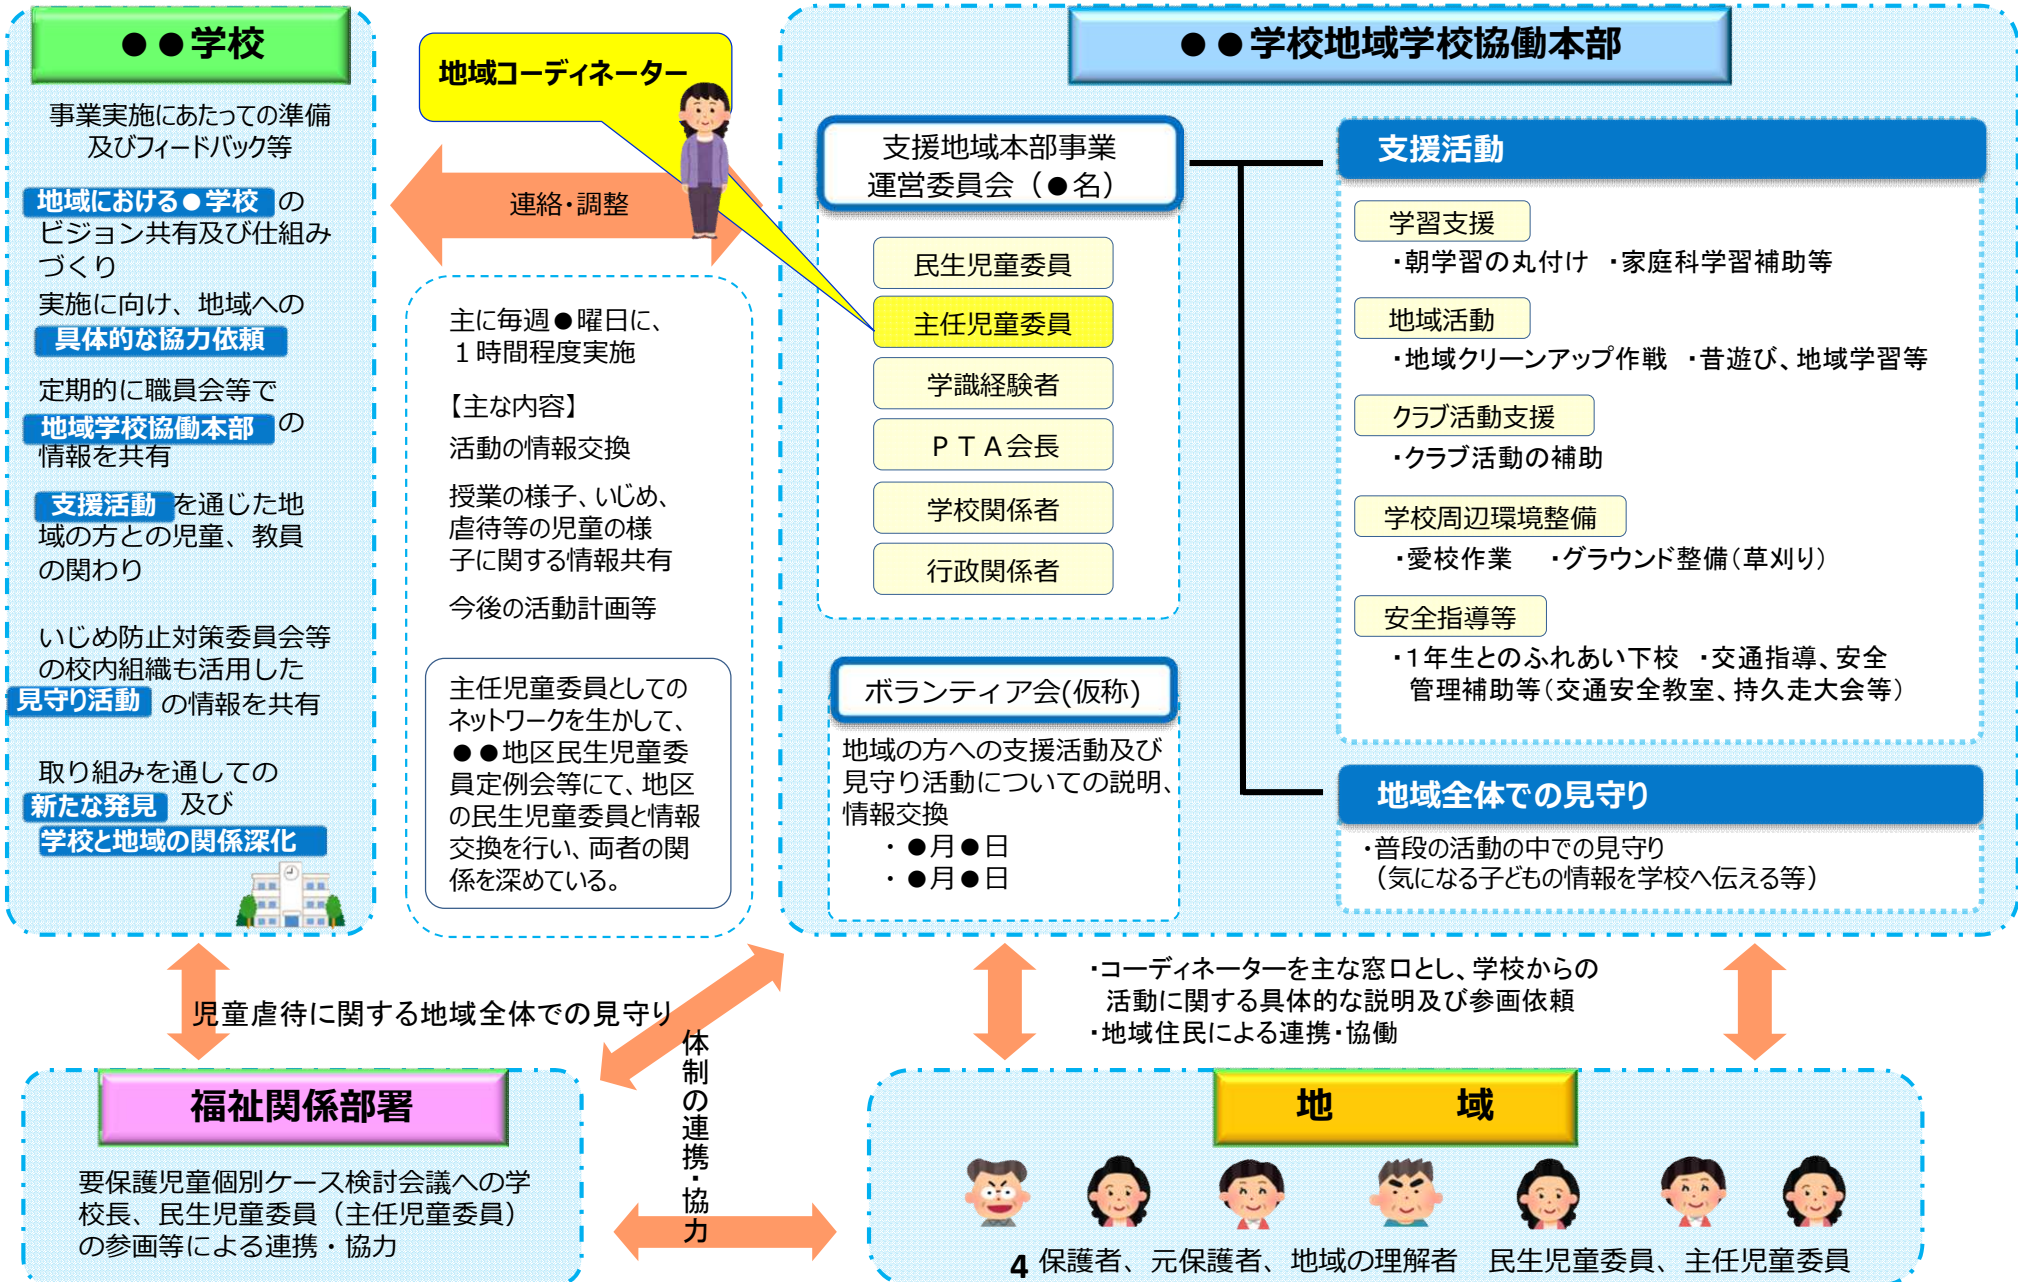 ●●学校
事業実施にあたっての準備
及びフィードバック等
地域における●学校 の
ビジョン共有及び仕組み
づくり
実施に向け、地域への
具体的な協力依頼
定期的に職員会等で
地域学校協働本部 の
情報を共有
支援活動 を通じた地
域の方との児童、教員
の関わり
いじめ防止対策委員会等
の校内組織も活用した
見守り活動 の情報を共有
取り組みを通しての
新たな発見 及び
学校と地域の関係深化
地域コーディネーター
連絡・調整
主に毎週●曜日に、
１時間程度実施
【主な内容】
活動の情報交換
授業の様子、いじめ、
虐待等の児童の様
子に関する情報共有
今後の活動計画等
主任児童委員としての
ネットワークを生かして、
●●地区民生児童委
員定例会等にて、地区
の民生児童委員と情報
交換を行い、両者の関
係を深めている。
●●学校地域学校協働本部
支援地域本部事業
運営委員会（●名）
民生児童委員
主任児童委員
学識経験者
ＰＴＡ会長
学校関係者
行政関係者
ボランティア会(仮称)
地域の方への支援活動及び
見守り活動についての説明、
情報交換
・●月●日
・●月●日
支援活動
学習支援
・朝学習の丸付け ・家庭科学習補助等
地域活動
・地域クリーンアップ作戦 ・昔遊び、地域学習等
クラブ活動支援
・クラブ活動の補助
学校周辺環境整備
・愛校作業 ・グラウンド整備（草刈り）
安全指導等
・１年生とのふれあい下校 ・交通指導、安全
管理補助等（交通安全教室、持久走大会等）
地域全体での見守り
・普段の活動の中での見守り
（気になる子どもの情報を学校へ伝える等）
児童虐待に関する地域全体での見守り
体制の連携・協力
・コーディネーターを主な窓口とし、学校からの
活動に関する具体的な説明及び参画依頼
・地域住民による連携・協働
福祉関係部署
要保護児童個別ケース検討会議への学
校長、民生児童委員（主任児童委員）
の参画等による連携・協力
地 域
4 保護者、元保護者、地域の理解者 民生児童委員、主任児童委員